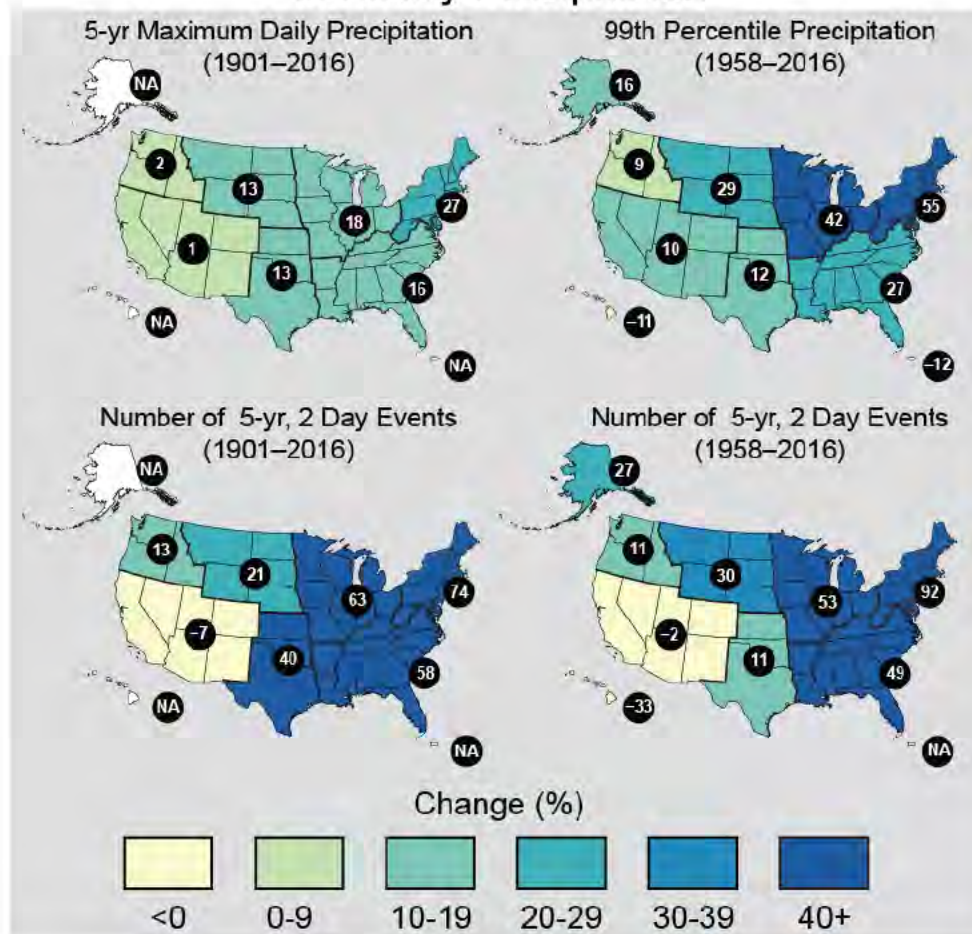 5-yr Maximum Daily Precipitation
(1901–2016)
NA
2
13
18
27
1
13
16
NA
NA
99th Percentile Precipitation
(1958–2016)
16
9
29
42
55
10
12
27
–11
–12
Number of 5-yr, 2 Day Events
(1901–2016)
NA
13
21
63
74
–7
40
58
NA
NA
Number of 5-yr, 2 Day Events
(1958–2016)
27
11
30
53
92
–2
11
49
–33
NA
Change (%)
<0 0-9 10-19 20-29 30-39 40+